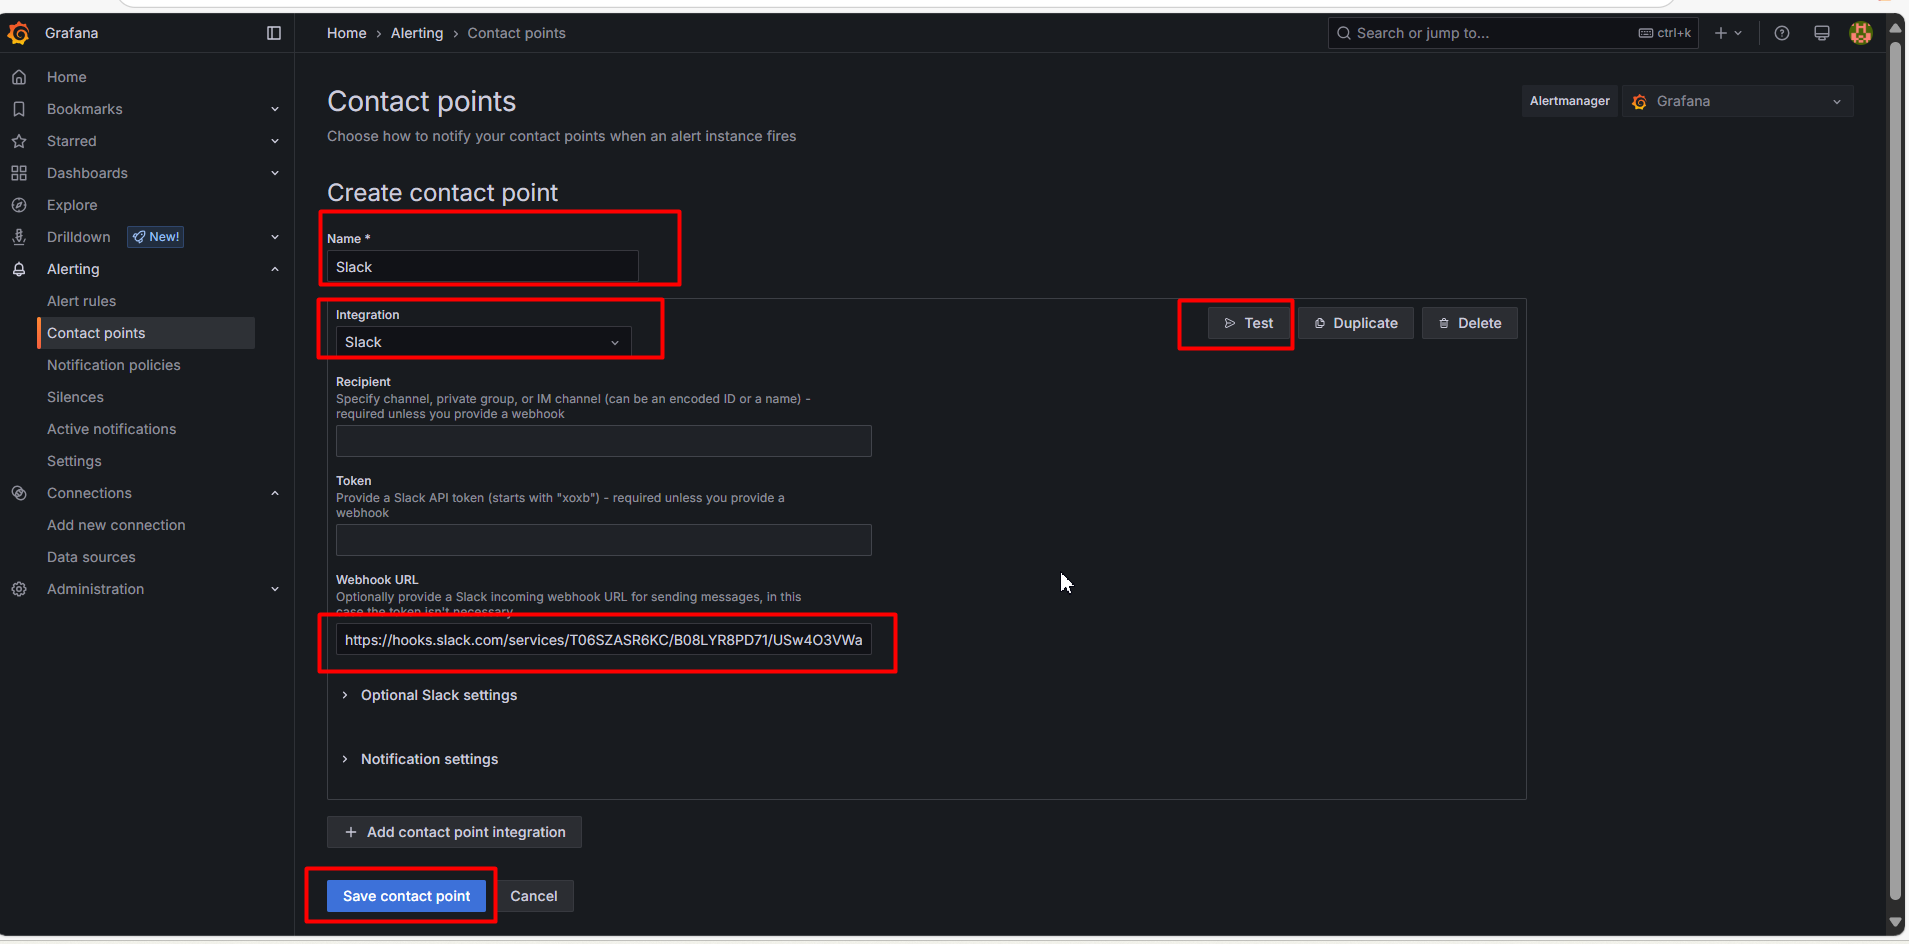 Grafana
Home › Alerting › Contact points
Search or jump to...
ctrl+k
Home
Bookmarks
Starred
Dashboards
Explore
Drilldown
New!
Alerting
Alert rules
Contact points
Notification policies
Silences
Active notifications
Settings
Connections
Add new connection
Data sources
Administration
Contact points
Choose how to notify your contact points when an alert instance fires
Alertmanager
Grafana
Create contact point
Name *
Slack
Integration
Slack
Test
Duplicate
Delete
Recipient
Specify channel, private group, or IM channel (can be an encoded ID or a name) -
required unless you provide a webhook
Token
Provide a Slack API token (starts with "xoxb") - required unless you provide a
webhook
Webhook URL
Optionally provide a Slack incoming webhook URL for sending messages, in this
case the token isn't necessary
https://hooks.slack.com/services/T06SZASR6KC/B08LYR8PD71/USw4O3VWa
Optional Slack settings
Notification settings
Add contact point integration
Save contact point
Cancel